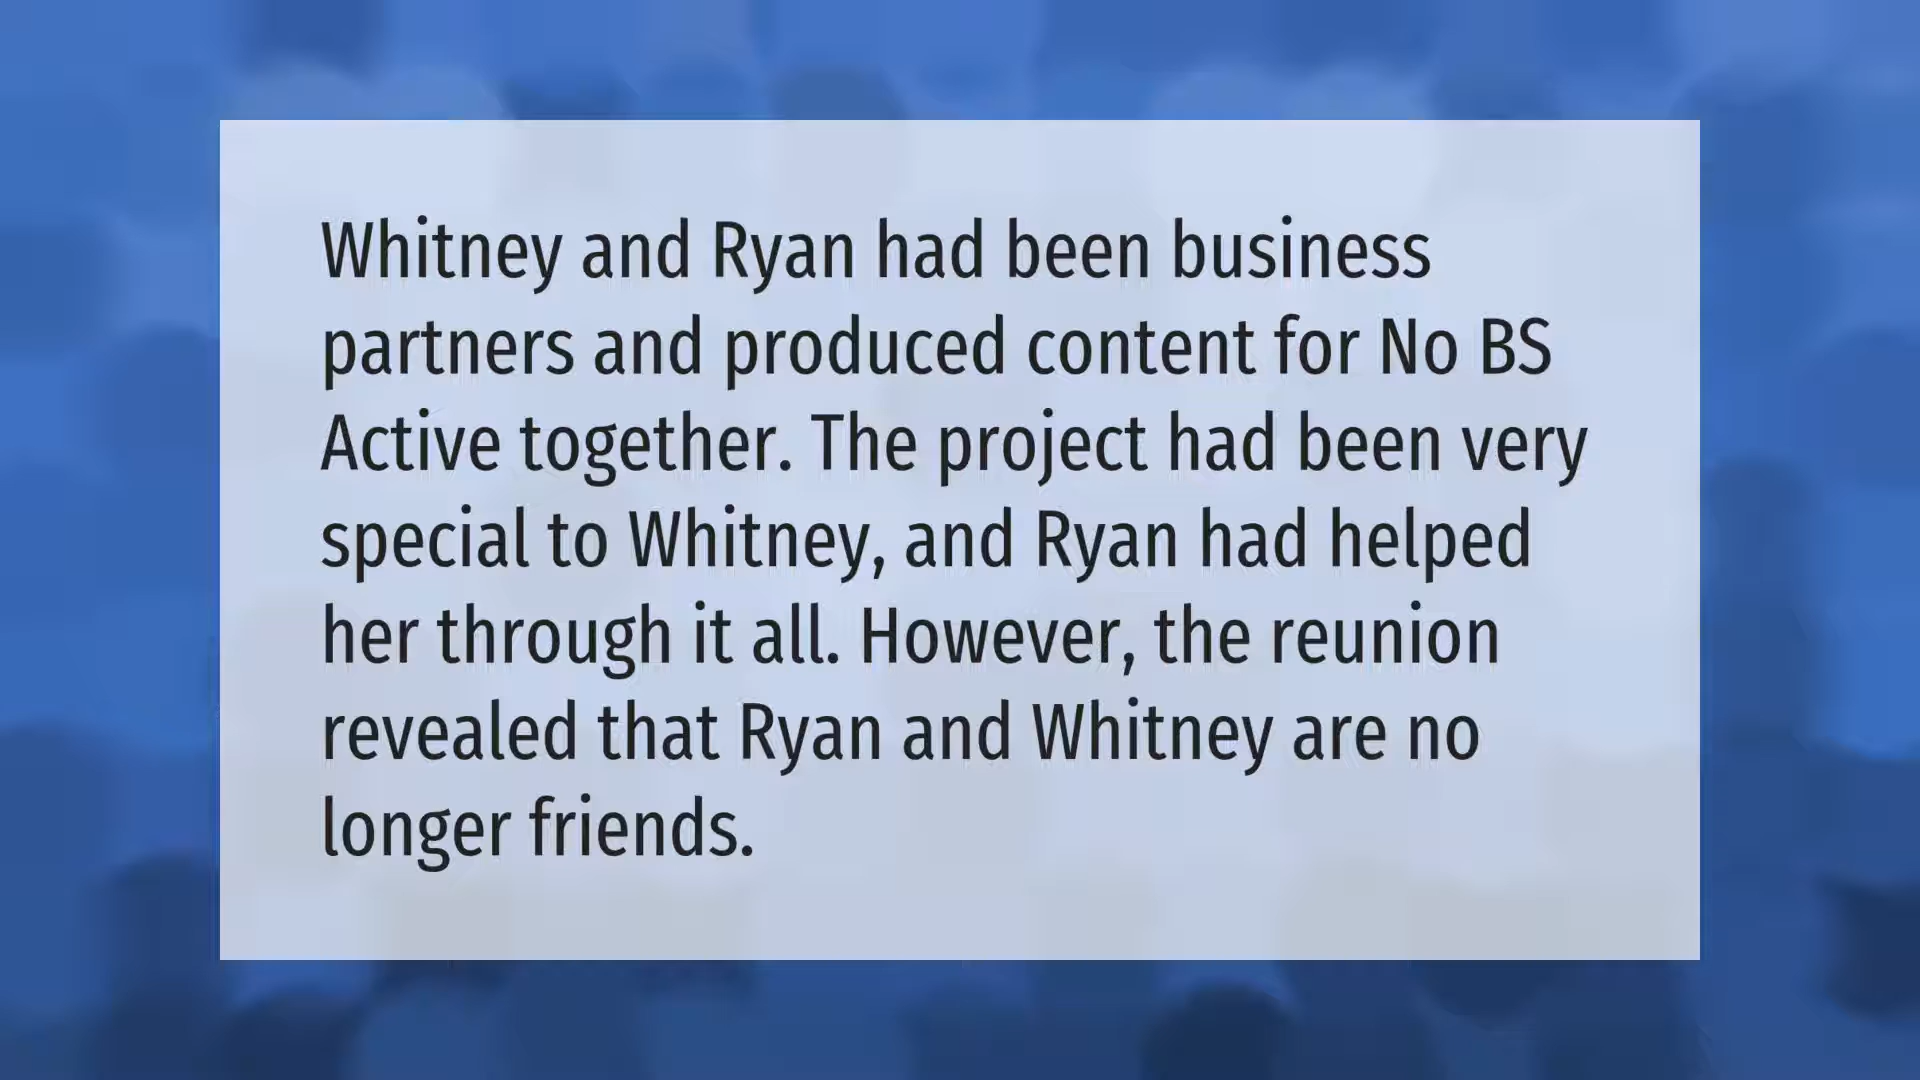 Whitney and Ryan had been business
partners and produced content for No BS
Active together. The project had been very
special to Whitney, and Ryan had helped
her through it all. However, the reunion
revealed that Ryan and Whitney are no
longer friends.